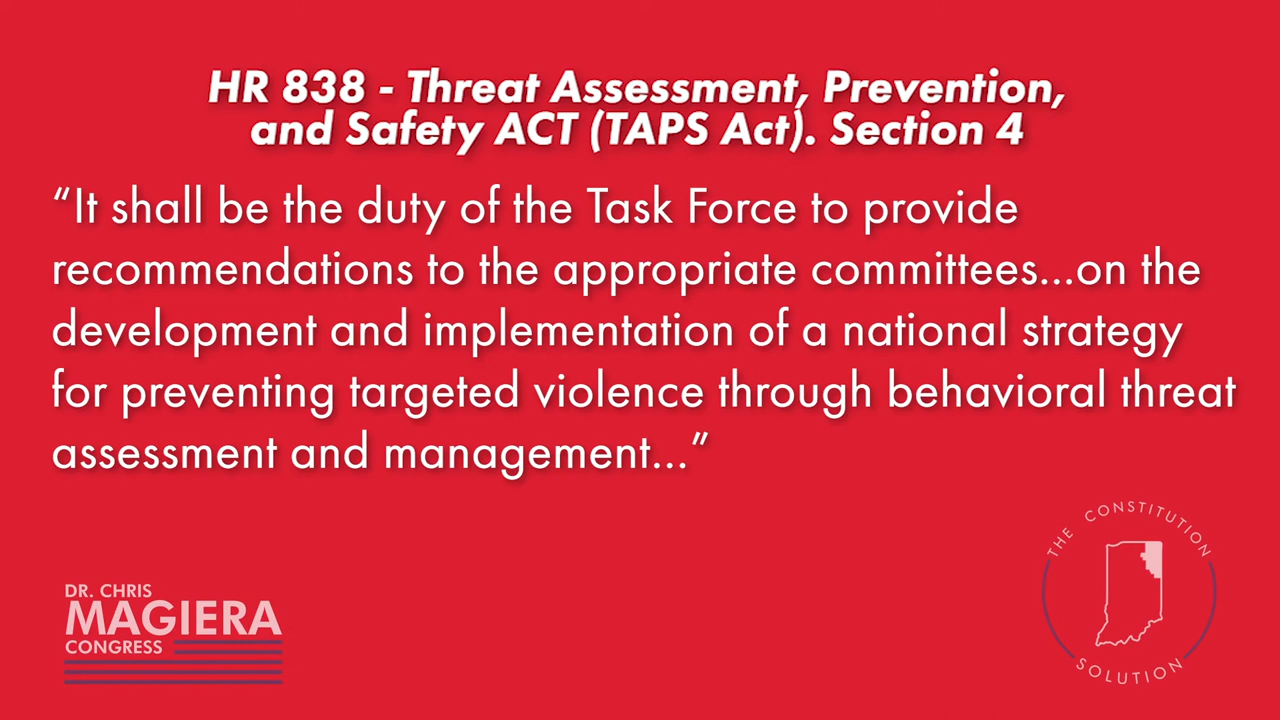 HR 838 - Threat Assessment, Prevention,
and Safety ACT (TAPS Act). Section 4
“It shall be the duty of the Task Force to provide
recommendations to the appropriate committees...on the
development and implementation of a national strategy
for preventing targeted violence through behavioral threat
assessment and management...”
DR. CHRIS
MAGIERA
CONGRESS
THE CONSTITUTION
SOLUTION